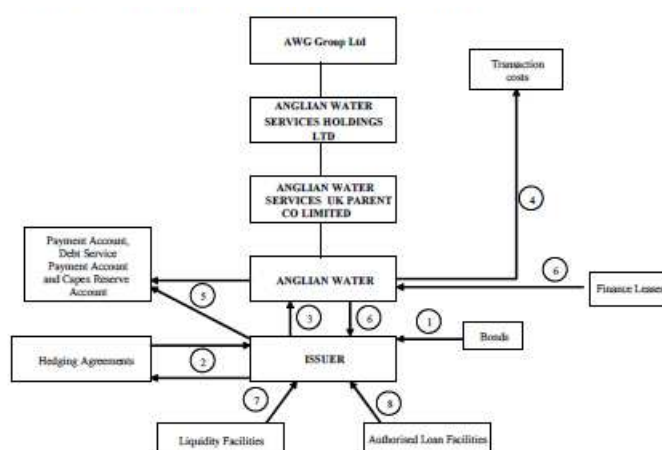 AWG Group Ltd
Transaction
costs
ANGLIAN WATER
SERVICES HOLDINGS
LTD
ANGLIAN WATER
SERVICES UK PARENT
CO LIMITED
4
Payment Account,
Debt Service
Payment Account
and Capex Reserve
Account
ANGLIAN WATER
6
Finance Leases
5
3
6
1
Bonds
Hedging Agreements
2
ISSUER
7
8
Liquidity Facilities
Authorised Loan Facilities